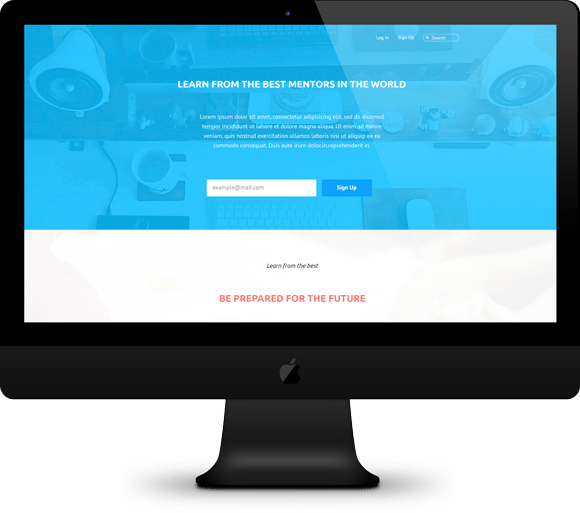 Log In Sign Up Search
LEARN FROM THE BEST MENTORS IN THE WORLD
Lorem ipsum dolor sit amet, consectetur adipisicing elit, sed do eiusmod
tempor incididunt ut labore et dolore magna aliqua. Ut enim ad minim
veniam, quis nostrud exercitation ullamco laboris nisi ut aliquip ex ea
commodo consequat. Duis aute irure dolor in reprehenderit in.
example@mail.com Sign Up
Learn from the best
BE PREPARED FOR THE FUTURE